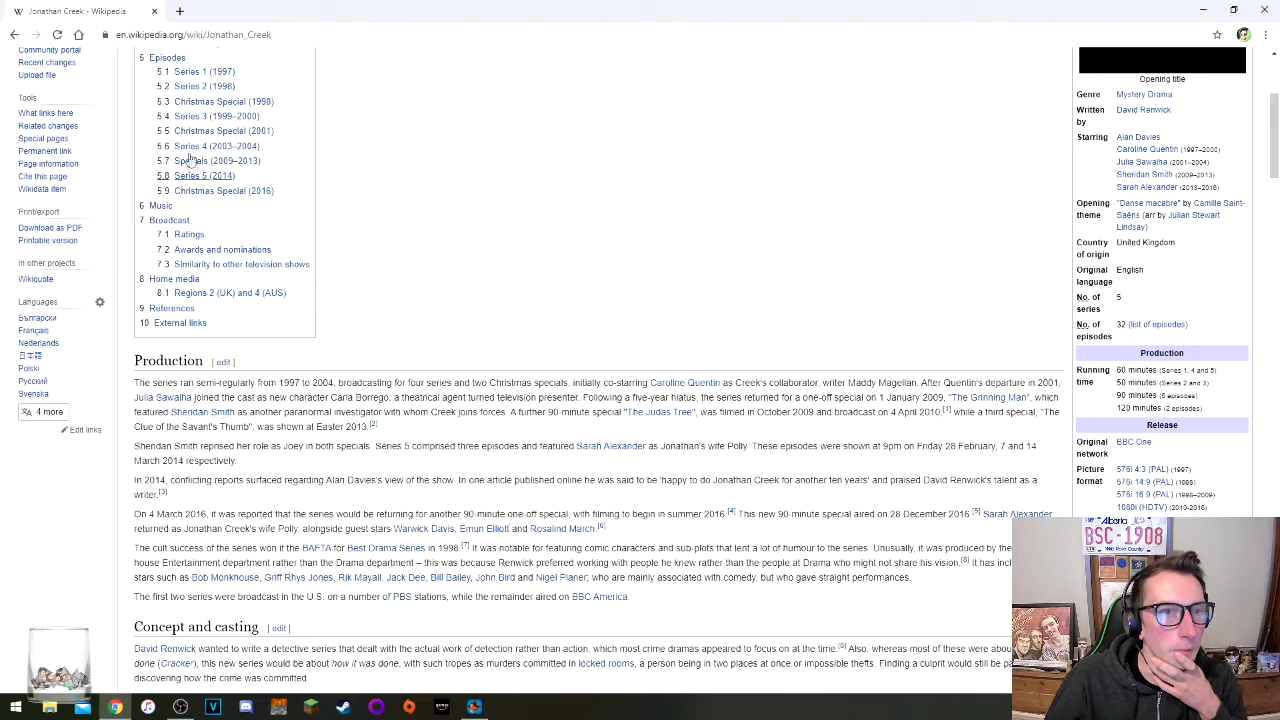 Jonathan Creek - Wikipedia
en.wikipedia.org/wiki/Jonathan_Creek
Community portal
Recent changes
Upload file
Tools
What links here
Related changes
Special pages
Permanent link
Page information
Cite this page
Wikidata item
Print/export
Download as PDF
Printable version
In other projects
Wikiquote
Languages
Български
Français
Nederlands
日本語
Polski
Русский
Svenska
4 more
Edit links
5 Episodes
5.1 Series 1 (1997)
5.2 Series 2 (1998)
5.3 Christmas Special (1998)
5.4 Series 3 (1999–2000)
5.5 Christmas Special (2001)
5.6 Series 4 (2003–2004)
5.7 Specials (2009–2013)
5.8 Series 5 (2014)
5.9 Christmas Special (2016)
6 Music
7 Broadcast
7.1 Ratings
7.2 Awards and nominations
7.3 Similarity to other television shows
8 Home media
8.1 Regions 2 (UK) and 4 (AUS)
9 References
10 External links
Production [ edit ]
The series ran semi-regularly from 1997 to 2004, broadcasting for four series and two Christmas specials, initially co-starring Caroline Quentin as Creek's collaborator, writer Maddy Magellan. After Quentin's departure in 2001,
Julia Sawalha joined the cast as new character Carla Borrego, a theatrical agent turned television presenter. Following a five-year hiatus, the series returned for a one-off special on 1 January 2009, "The Grinning Man", which
featured Sheridan Smith as another paranormal investigator with whom Creek joins forces. A further 90-minute special "The Judas Tree", was filmed in October 2009 and broadcast on 4 April 2010;[1] while a third special, "The
Clue of the Savant's Thumb", was shown at Easter 2013.[2]
Sheridan Smith reprised her role as Joey in both specials. Series 5 comprised three episodes and featured Sarah Alexander as Jonathan's wife Polly. These episodes were shown at 9pm on Friday 28 February, 7 and 14
March 2014 respectively.
In 2014, conflicting reports surfaced regarding Alan Davies's view of the show. In one article published online he was said to be 'happy to do Jonathan Creek for another ten years' and praised David Renwick's talent as a
writer.[3]
On 4 March 2016, it was reported that the series would be returning for another 90-minute one-off special, with filming to begin in summer 2016.[4] This new 90-minute special aired on 28 December 2016.[5] Sarah Alexander
returned as Jonathan Creek's wife Polly, alongside guest stars Warwick Davis, Emun Elliott and Rosalind March.[6]
The cult success of the series won it the BAFTA for Best Drama Series in 1998.[7] It was notable for featuring comic characters and sub-plots that lent a lot of humour to the series. Unusually, it was produced by the
house Entertainment department rather than the Drama department – this was because Renwick preferred working with people he knew rather than the people at Drama who might not share his vision.[8] It has
stars such as Bob Monkhouse, Griff Rhys Jones, Rik Mayall, Jack Dee, Bill Bailey, John Bird and Nigel Planer; who are mainly associated with comedy, but who gave straight performances.
The first two series were broadcast in the U.S. on a number of PBS stations, while the remainder aired on BBC America.
Concept and casting [ edit ]
David Renwick wanted to write a detective series that dealt with the actual work of detection rather than action, which most crime dramas appeared to focus on at the time.[8] Also, whereas most of these were
done (Cracker), this new series would be about how it was done, with such tropes as murders committed in locked rooms, a person being in two places at once or impossible thefts. Finding a culprit would still be
discovering how the crime was committed.
Opening title
Genre Mystery Drama
Written by David Renwick
Starring Alan Davies
Caroline Quentin (1997–2000)
Julia Sawalha (2001–2004)
Sheridan Smith (2009–2013)
Sarah Alexander (2013–2016)
Opening theme "Danse macabre" by Camille Saint-
Saëns (arr by Julian Stewart
Lindsay)
Country of origin United Kingdom
Original language English
No. of series 5
No. of episodes 32 (list of episodes)
Production
Running time 60 minutes (Series 1, 4 and 5)
50 minutes (Series 2 and 3)
90 minutes (5 episodes)
120 minutes (2 episodes)
Release
Original network BBC One
Picture format 576i 4:3 (PAL) (1997)
576i 14:9 (PAL) (1998)
576i 16:9 (PAL) (1998–2009)
1080i (HDTV) (2010-2016)
Alberta
BSC-1908